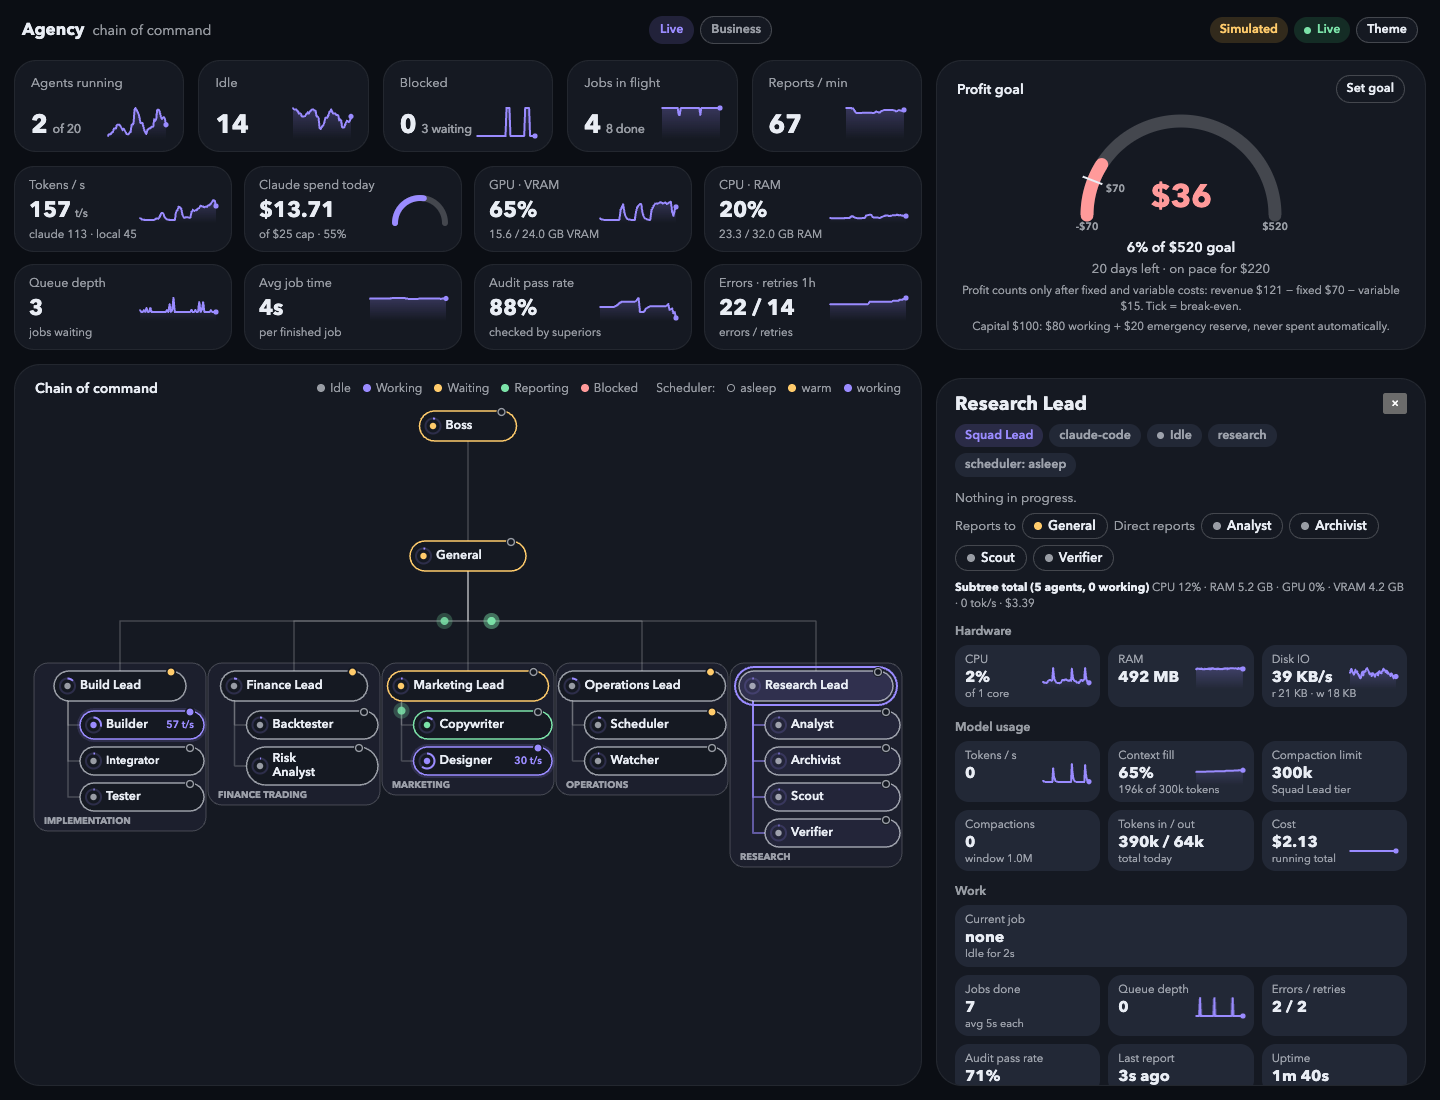 Agency chain of command
Live
Business
Simulated
Live
Theme
Agents running
2 of 20
Idle
14
Blocked
0 3 waiting
Jobs in flight
4 8 done
Reports / min
67
Tokens / s
157 t/s
claude 113 · local 45
Claude spend today
$13.71
of $25 cap · 55%
GPU · VRAM
65%
15.6 / 24.0 GB VRAM
CPU · RAM
20%
23.3 / 32.0 GB RAM
Queue depth
3
jobs waiting
Avg job time
4s
per finished job
Audit pass rate
88%
checked by superiors
Errors · retries 1h
22 / 14
errors / retries
Profit goal
Set goal
$70
$36
-$70
$520
6% of $520 goal
20 days left · on pace for $220
Profit counts only after fixed and variable costs: revenue $121 − fixed $70 − variable
$15. Tick = break-even.
Capital $100: $80 working + $20 emergency reserve, never spent automatically.
Chain of command
Idle
Working
Waiting
Reporting
Blocked
Scheduler:
asleep
warm
working
Boss
General
Build Lead
Builder 57 t/s
Integrator
Tester
IMPLEMENTATION
Finance Lead
Backtester
Risk
Analyst
FINANCE TRADING
Marketing Lead
Copywriter
Designer 30 t/s
MARKETING
Operations Lead
Scheduler
Watcher
OPERATIONS
Research Lead
Analyst
Archivist
Scout
Verifier
RESEARCH
Research Lead
×
Squad Lead
claude-code
Idle
research
scheduler: asleep
Nothing in progress.
Reports to General Direct reports Analyst Archivist
Scout Verifier
Subtree total (5 agents, 0 working) CPU 12% · RAM 5.2 GB · GPU 0% · VRAM 4.2 GB
· 0 tok/s · $3.39
Hardware
CPU
2%
of 1 core
RAM
492 MB
Disk IO
39 KB/s
r 21 KB · w 18 KB
Model usage
Tokens / s
0
Context fill
65%
196k of 300k tokens
Compaction limit
300k
Squad Lead tier
Compactions
0
window 1.0M
Tokens in / out
390k / 64k
total today
Cost
$2.13
running total
Work
Current job
none
Idle for 2s
Jobs done
7
avg 5s each
Queue depth
0
Errors / retries
2 / 2
Audit pass rate
71%
Last report
3s ago
Uptime
1m 40s